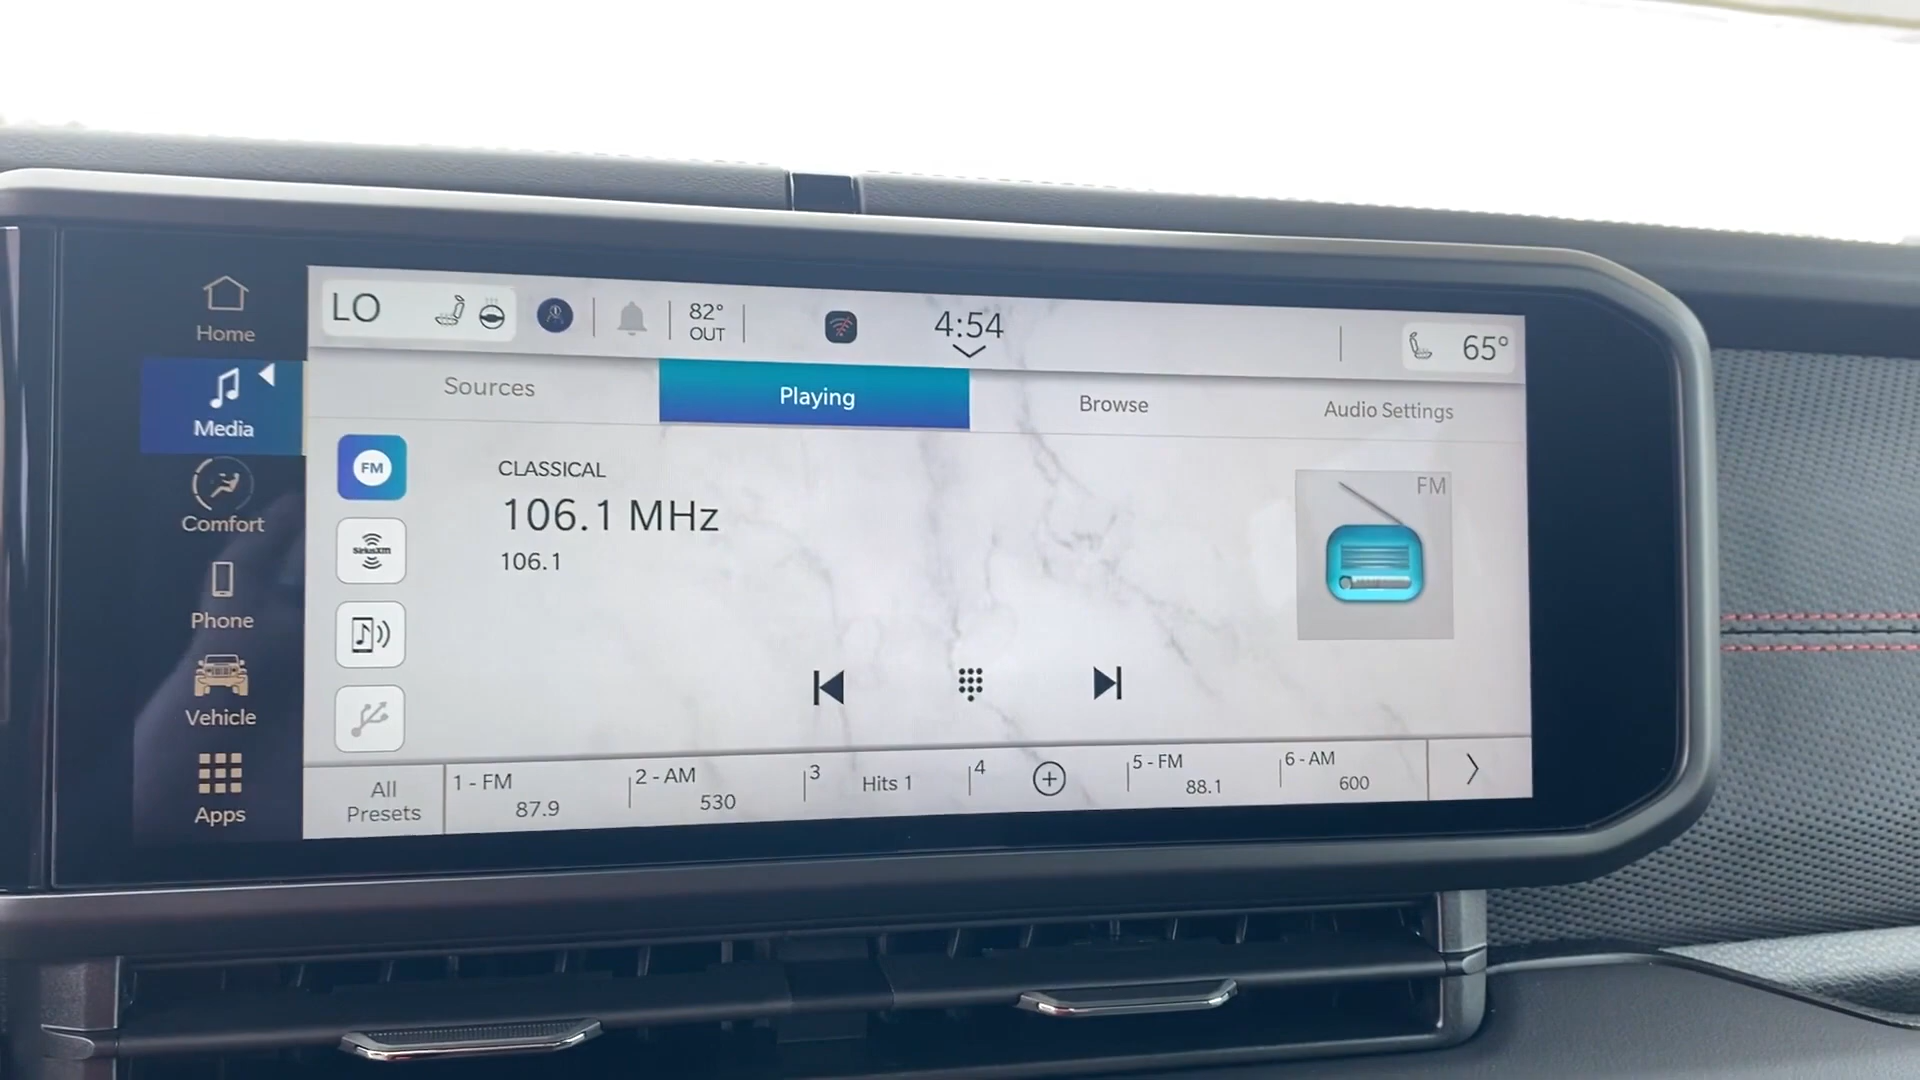 Home
Media
Comfort
Phone
Vehicle
Apps
LO
82°
OUT
4:54
65°
Sources
Playing
Browse
Audio Settings
FM
SiriusXM
CLASSICAL
106.1 MHz
106.1
FM
All
Presets
1 - FM
87.9
2 - AM
530
3
Hits 1
4
5 - FM
88.1
6 - AM
600